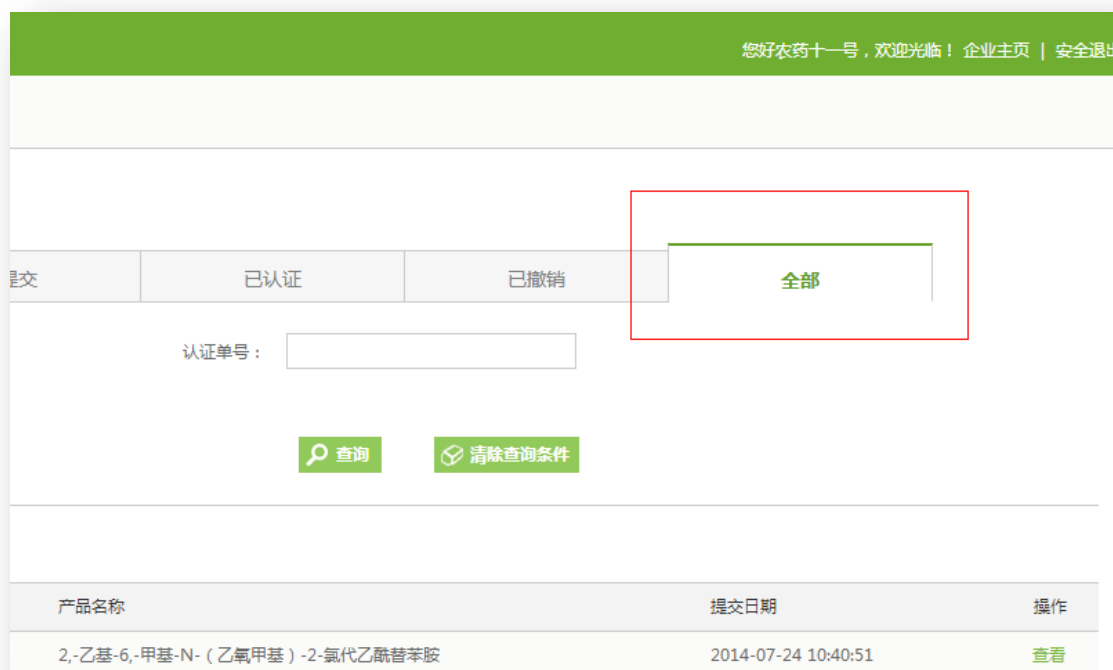 您好农药十一号，欢迎光临！ 企业主页 | 安全退出
提交 已认证 已撤销 全部
认证单号：
查询 清除查询条件
产品名称 提交日期 操作
2,-乙基-6,-甲基-N-（乙氧甲基）-2-氯代乙酰替苯胺 2014-07-24 10:40:51 查看